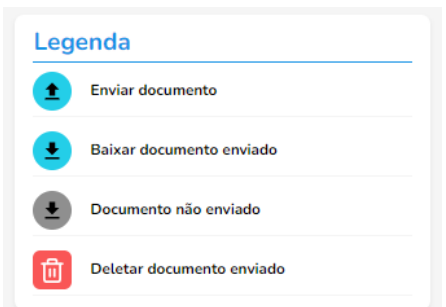 Legenda
Enviar documento
Baixar documento enviado
Documento não enviado
Deletar documento enviado